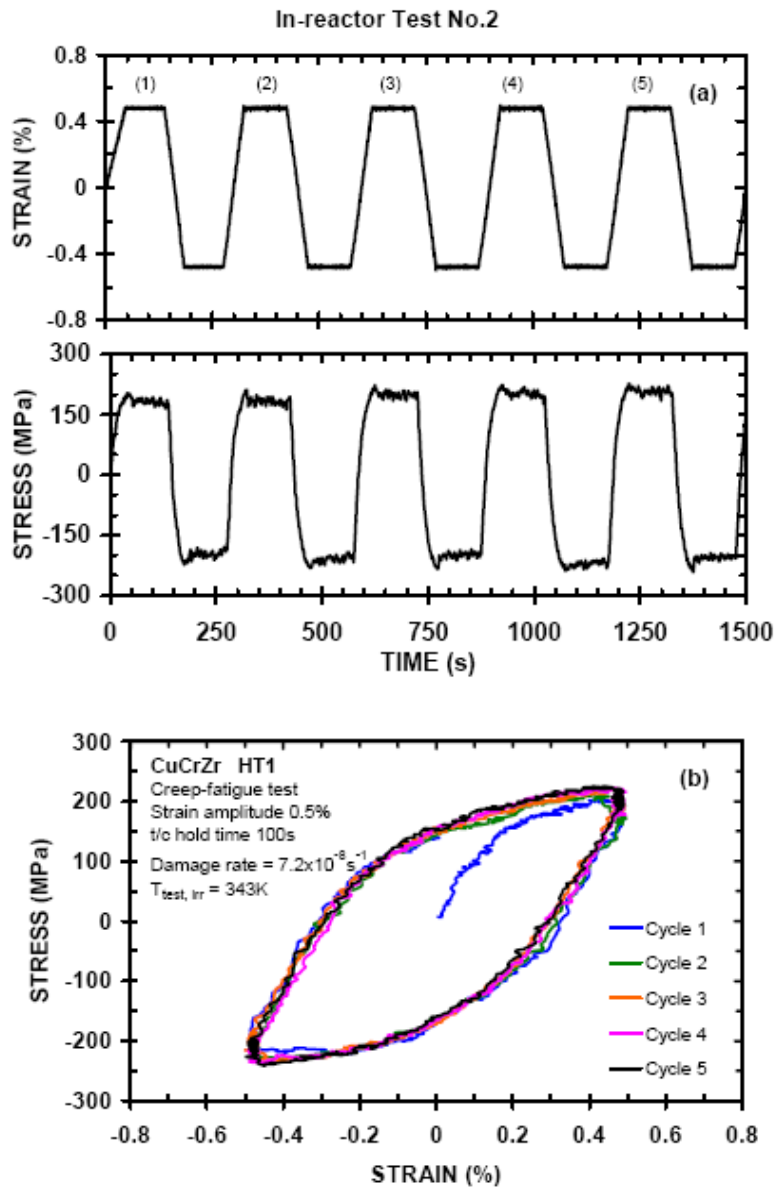 In-reactor Test No.2
0.8
(1) (2) (3) (4) (5) (a)
0.4
0
-0.4
-0.8
STRAIN (%)
300
150
0
-150
-300
STRESS (MPa)
0 250 500 750 1000 1250 1500
TIME (s)
300
200
100
0
-100
-200
-300
STRESS (MPa)
CuCrZr HT1 (b)
Creep-fatigue test
Strain amplitude 0.5%
t/c hold time 100s
Damage rate = 7.2x10⁻⁸s⁻¹
T test, irr = 343K
Cycle 1
Cycle 2
Cycle 3
Cycle 4
Cycle 5
-0.8 -0.6 -0.4 -0.2 0 0.2 0.4 0.6 0.8
STRAIN (%)